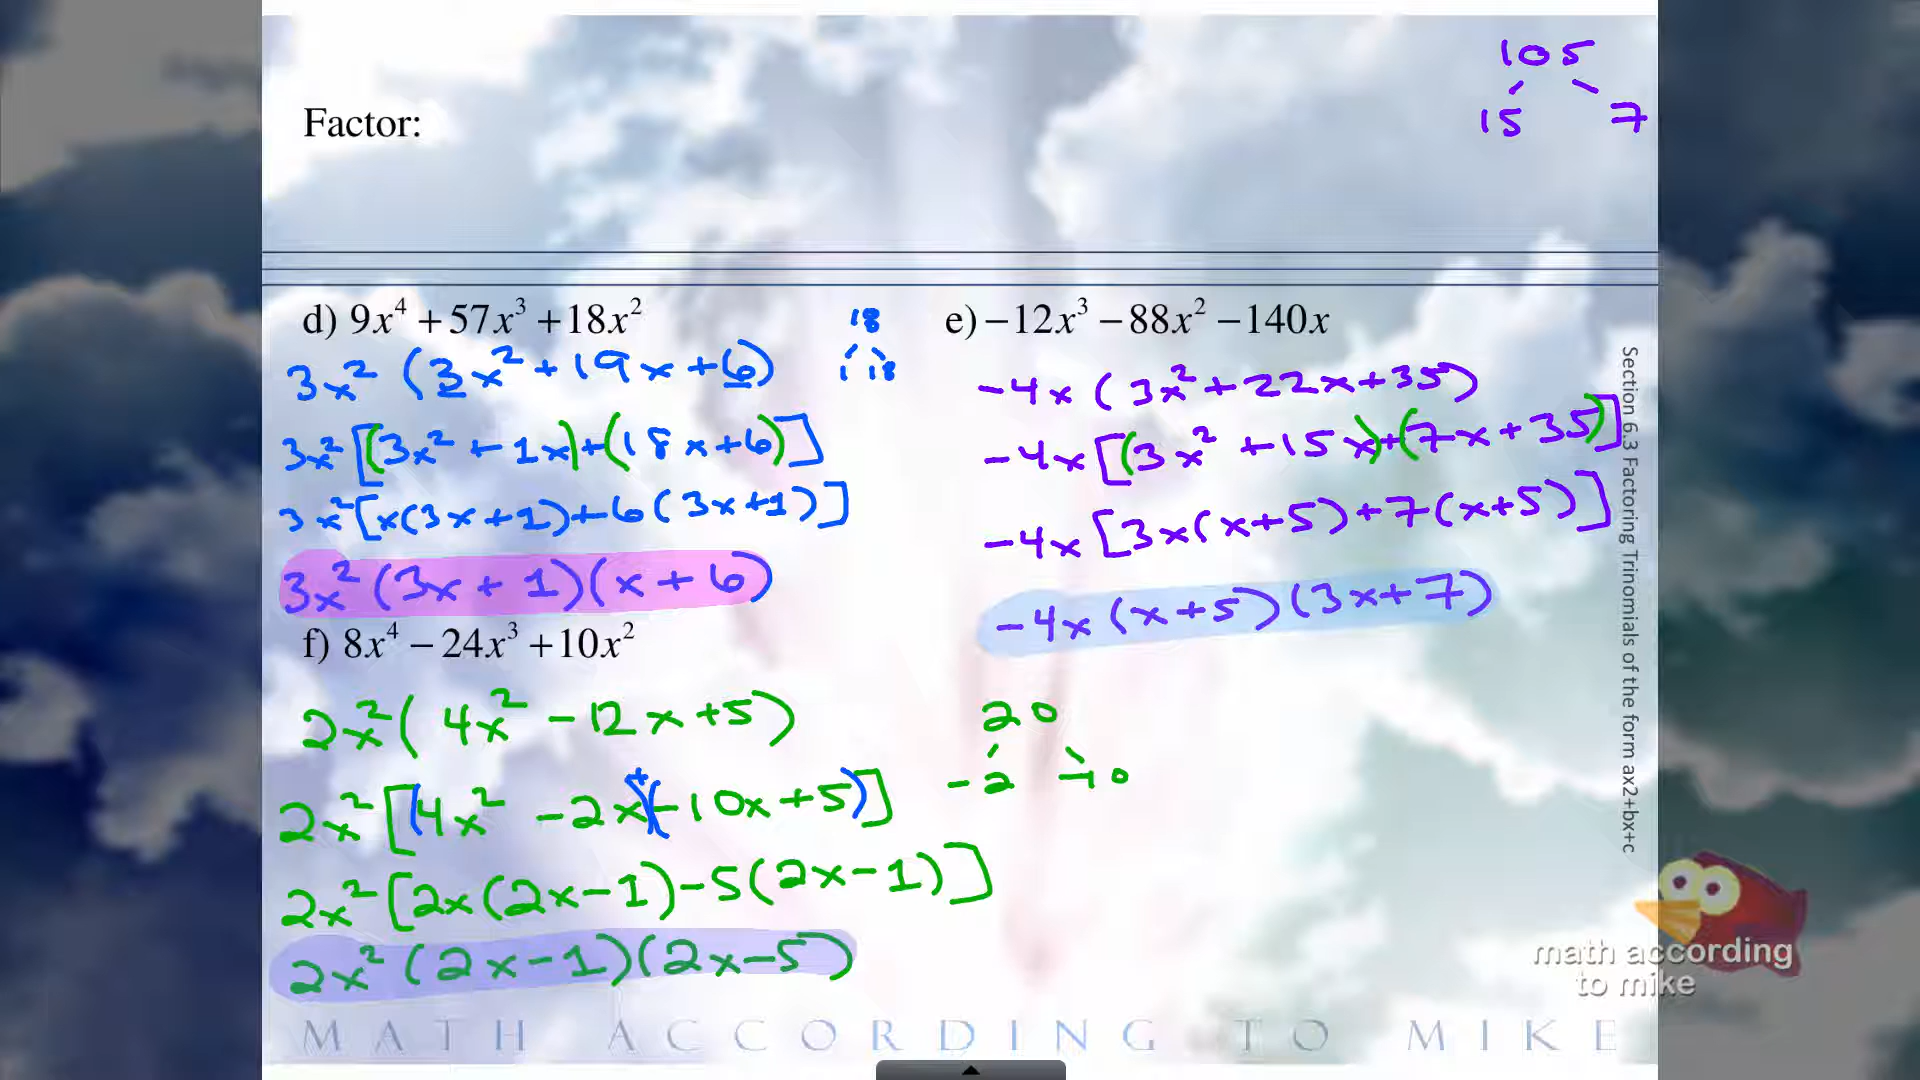 105
15 7
Factor:
d) 9x⁴ + 57x³ + 18x²
3x² (3x² + 19x + 6)
18
1 18
3x² [(3x² + 1x) + (18x + 6)]
3x² [x(3x + 1) + 6(3x + 1)]
3x² (3x + 1)(x + 6)
e) −12x³ − 88x² − 140x
−4x (3x² + 22x + 35)
−4x [(3x² + 15x) + (7x + 35)]
−4x [3x(x + 5) + 7(x + 5)]
−4x (x + 5)(3x + 7)
f) 8x⁴ − 24x³ + 10x²
2x² (4x² − 12x + 5)
20
−2 −10
2x² [(4x² − 2x) + (−10x + 5)]
2x² [2x(2x − 1) − 5(2x − 1)]
2x² (2x − 1)(2x − 5)
Section 6.3 Factoring Trinomials of the form ax2+bx+c
math according
to mike
MATH ACCORDING TO MIKE